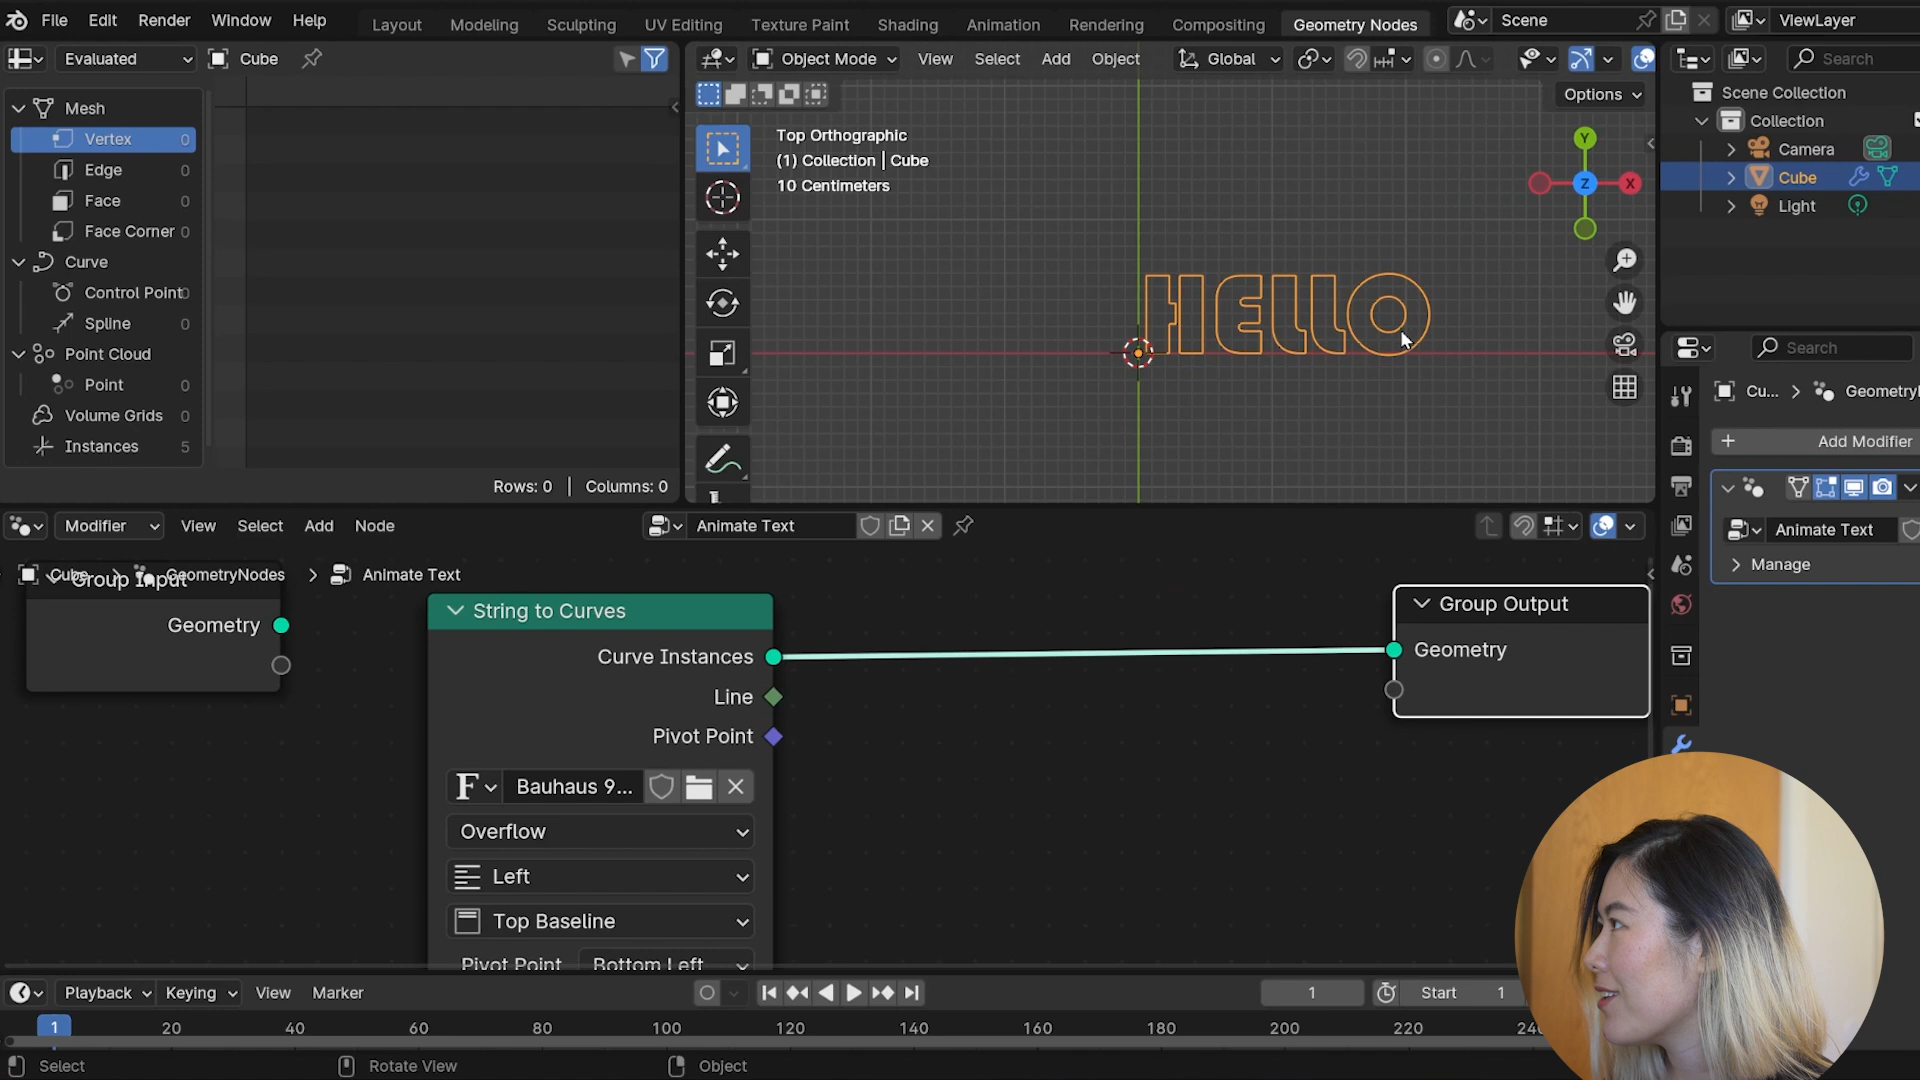 File Edit Render Window Help Layout Modeling Sculpting UV Editing Texture Paint Shading Animation Rendering Compositing Geometry Nodes Scene ViewLayer
Evaluated Cube
Object Mode View Select Add Object Global
Search
Options
Mesh
Vertex 0
Edge 0
Face 0
Face Corner 0
Curve
Control Point 0
Spline 0
Point Cloud
Point 0
Volume Grids 0
Instances 5
Rows: 0 | Columns: 0
Top Orthographic
(1) Collection | Cube
10 Centimeters
Y
Z X
HELLO
Scene Collection
Collection
Camera
Cube
Light
Search
Cu... GeometryN
Add Modifier
Animate Text
Manage
Modifier View Select Add Node Animate Text
Cube GeometryNodes Animate Text
Group Input
Geometry
String to Curves
Curve Instances
Line
Pivot Point
F Bauhaus 9...
Overflow
Left
Top Baseline
Pivot Point Bottom Left
Group Output
Geometry
Playback Keying View Marker 1 Start 1
1 20 40 60 80 100 120 140 160 180 200 220
Select Rotate View Object